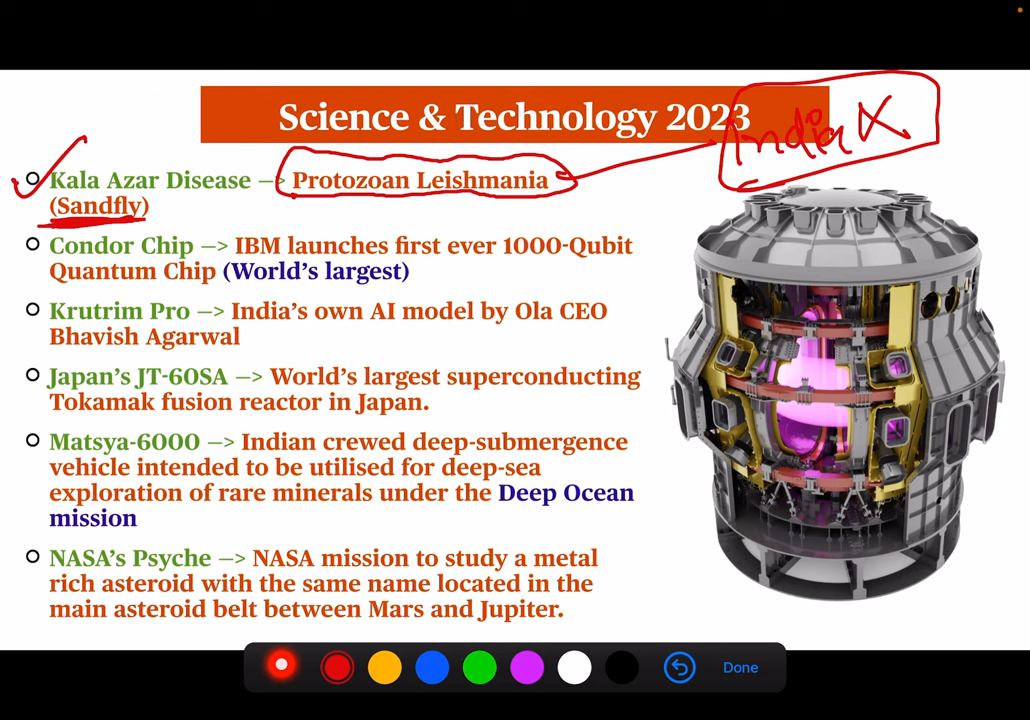 Science & Technology 2023
India X
Kala Azar Disease —> Protozoan Leishmania
(Sandfly)
Condor Chip —> IBM launches first ever 1000-Qubit
Quantum Chip (World's largest)
Krutrim Pro —> India's own AI model by Ola CEO
Bhavish Agarwal
Japan's JT-60SA —> World's largest superconducting
Tokamak fusion reactor in Japan.
Matsya-6000 —> Indian crewed deep-submergence
vehicle intended to be utilised for deep-sea
exploration of rare minerals under the Deep Ocean
mission
NASA's Psyche —> NASA mission to study a metal
rich asteroid with the same name located in the
main asteroid belt between Mars and Jupiter.
Done